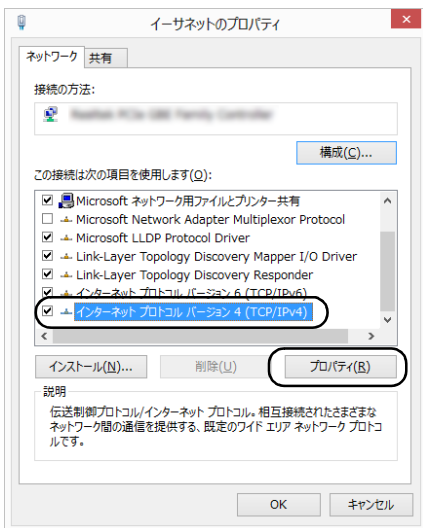 イーサネットのプロパティ
ネットワーク 共有
接続の方法:
構成(C)...
この接続は次の項目を使用します(O):
Microsoft ネットワーク用ファイルとプリンター共有
Microsoft Network Adapter Multiplexor Protocol
Microsoft LLDP Protocol Driver
Link-Layer Topology Discovery Mapper I/O Driver
Link-Layer Topology Discovery Responder
インターネット プロトコル バージョン 6 (TCP/IPv6)
インターネット プロトコル バージョン 4 (TCP/IPv4)
インストール(N)... 削除(U) プロパティ(R)
説明
伝送制御プロトコル/インターネット プロトコル。相互接続されたさまざまな
ネットワーク間の通信を提供する、既定のワイド エリア ネットワーク プロトコ
ルです。
OK キャンセル